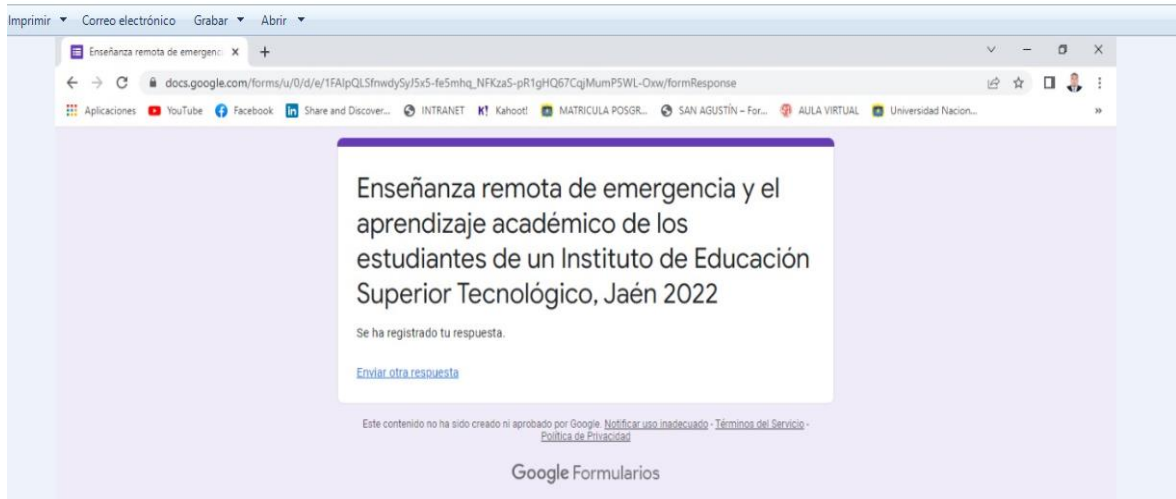 Imprimir Correo electrónico Grabar Abrir
Enseñanza remota de emergenc
docs.google.com/forms/u/0/d/e/1FAIpQLSfnwdySyJ5x5-fe5mhq_NFKzaS-pR1gHQ67CqjMumP5WL-Oxw/formResponse
Aplicaciones YouTube Facebook Share and Discover... INTRANET K! Kahoot! MATRICULA POSGR... SAN AGUSTÍN – For... AULA VIRTUAL Universidad Nacion...
Enseñanza remota de emergencia y el
aprendizaje académico de los
estudiantes de un Instituto de Educación
Superior Tecnológico, Jaén 2022
Se ha registrado tu respuesta.
Enviar otra respuesta
Este contenido no ha sido creado ni aprobado por Google. Notificar uso inadecuado - Términos del Servicio -
Política de Privacidad
Google Formularios